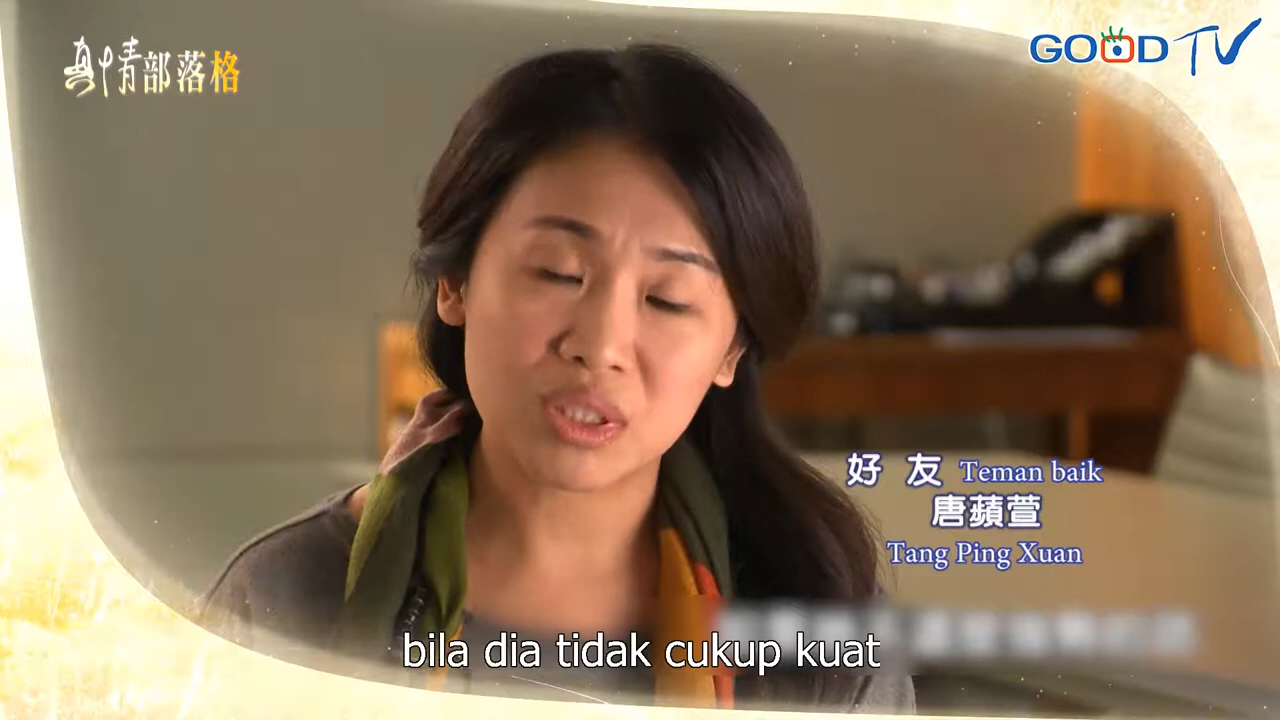 真情部落格
GOOD TV
好 友 Teman baik
唐蘋萱
Tang Ping Xuan
bila dia tidak cukup kuat